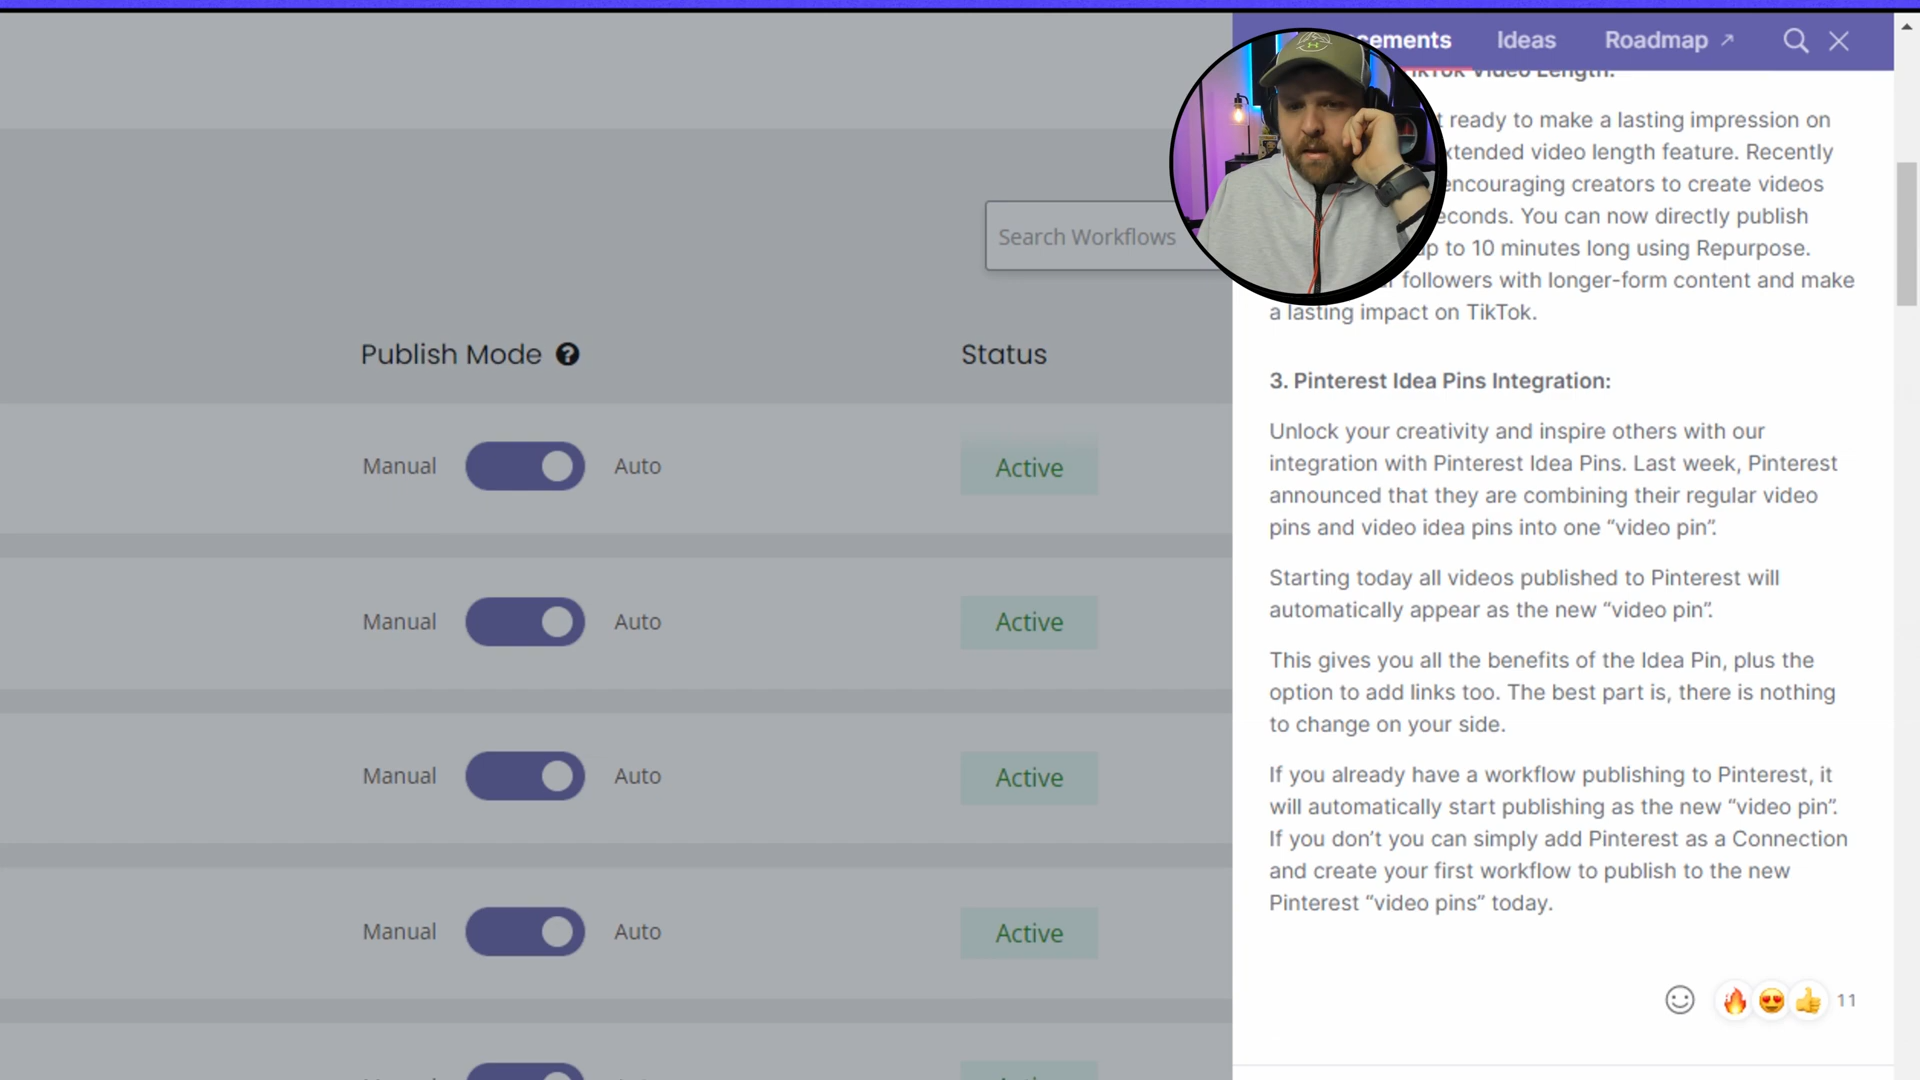 cements Ideas Roadmap
Search Workflows
Publish Mode Status
Manual Auto Active
Manual Auto Active
Manual Auto Active
Manual Auto Active
Video Length:
ready to make a lasting impression on
video length feature. Recently
encouraging creators to create videos
You can now directly publish
to 10 minutes long using Repurpose.
followers with longer-form content and make
a lasting impact on TikTok.
3. Pinterest Idea Pins Integration:
Unlock your creativity and inspire others with our
integration with Pinterest Idea Pins. Last week, Pinterest
announced that they are combining their regular video
pins and video idea pins into one “video pin”.
Starting today all videos published to Pinterest will
automatically appear as the new “video pin”.
This gives you all the benefits of the Idea Pin, plus the
option to add links too. The best part is, there is nothing
to change on your side.
If you already have a workflow publishing to Pinterest, it
will automatically start publishing as the new “video pin”.
If you don’t you can simply add Pinterest as a Connection
and create your first workflow to publish to the new
Pinterest “video pins” today.
11